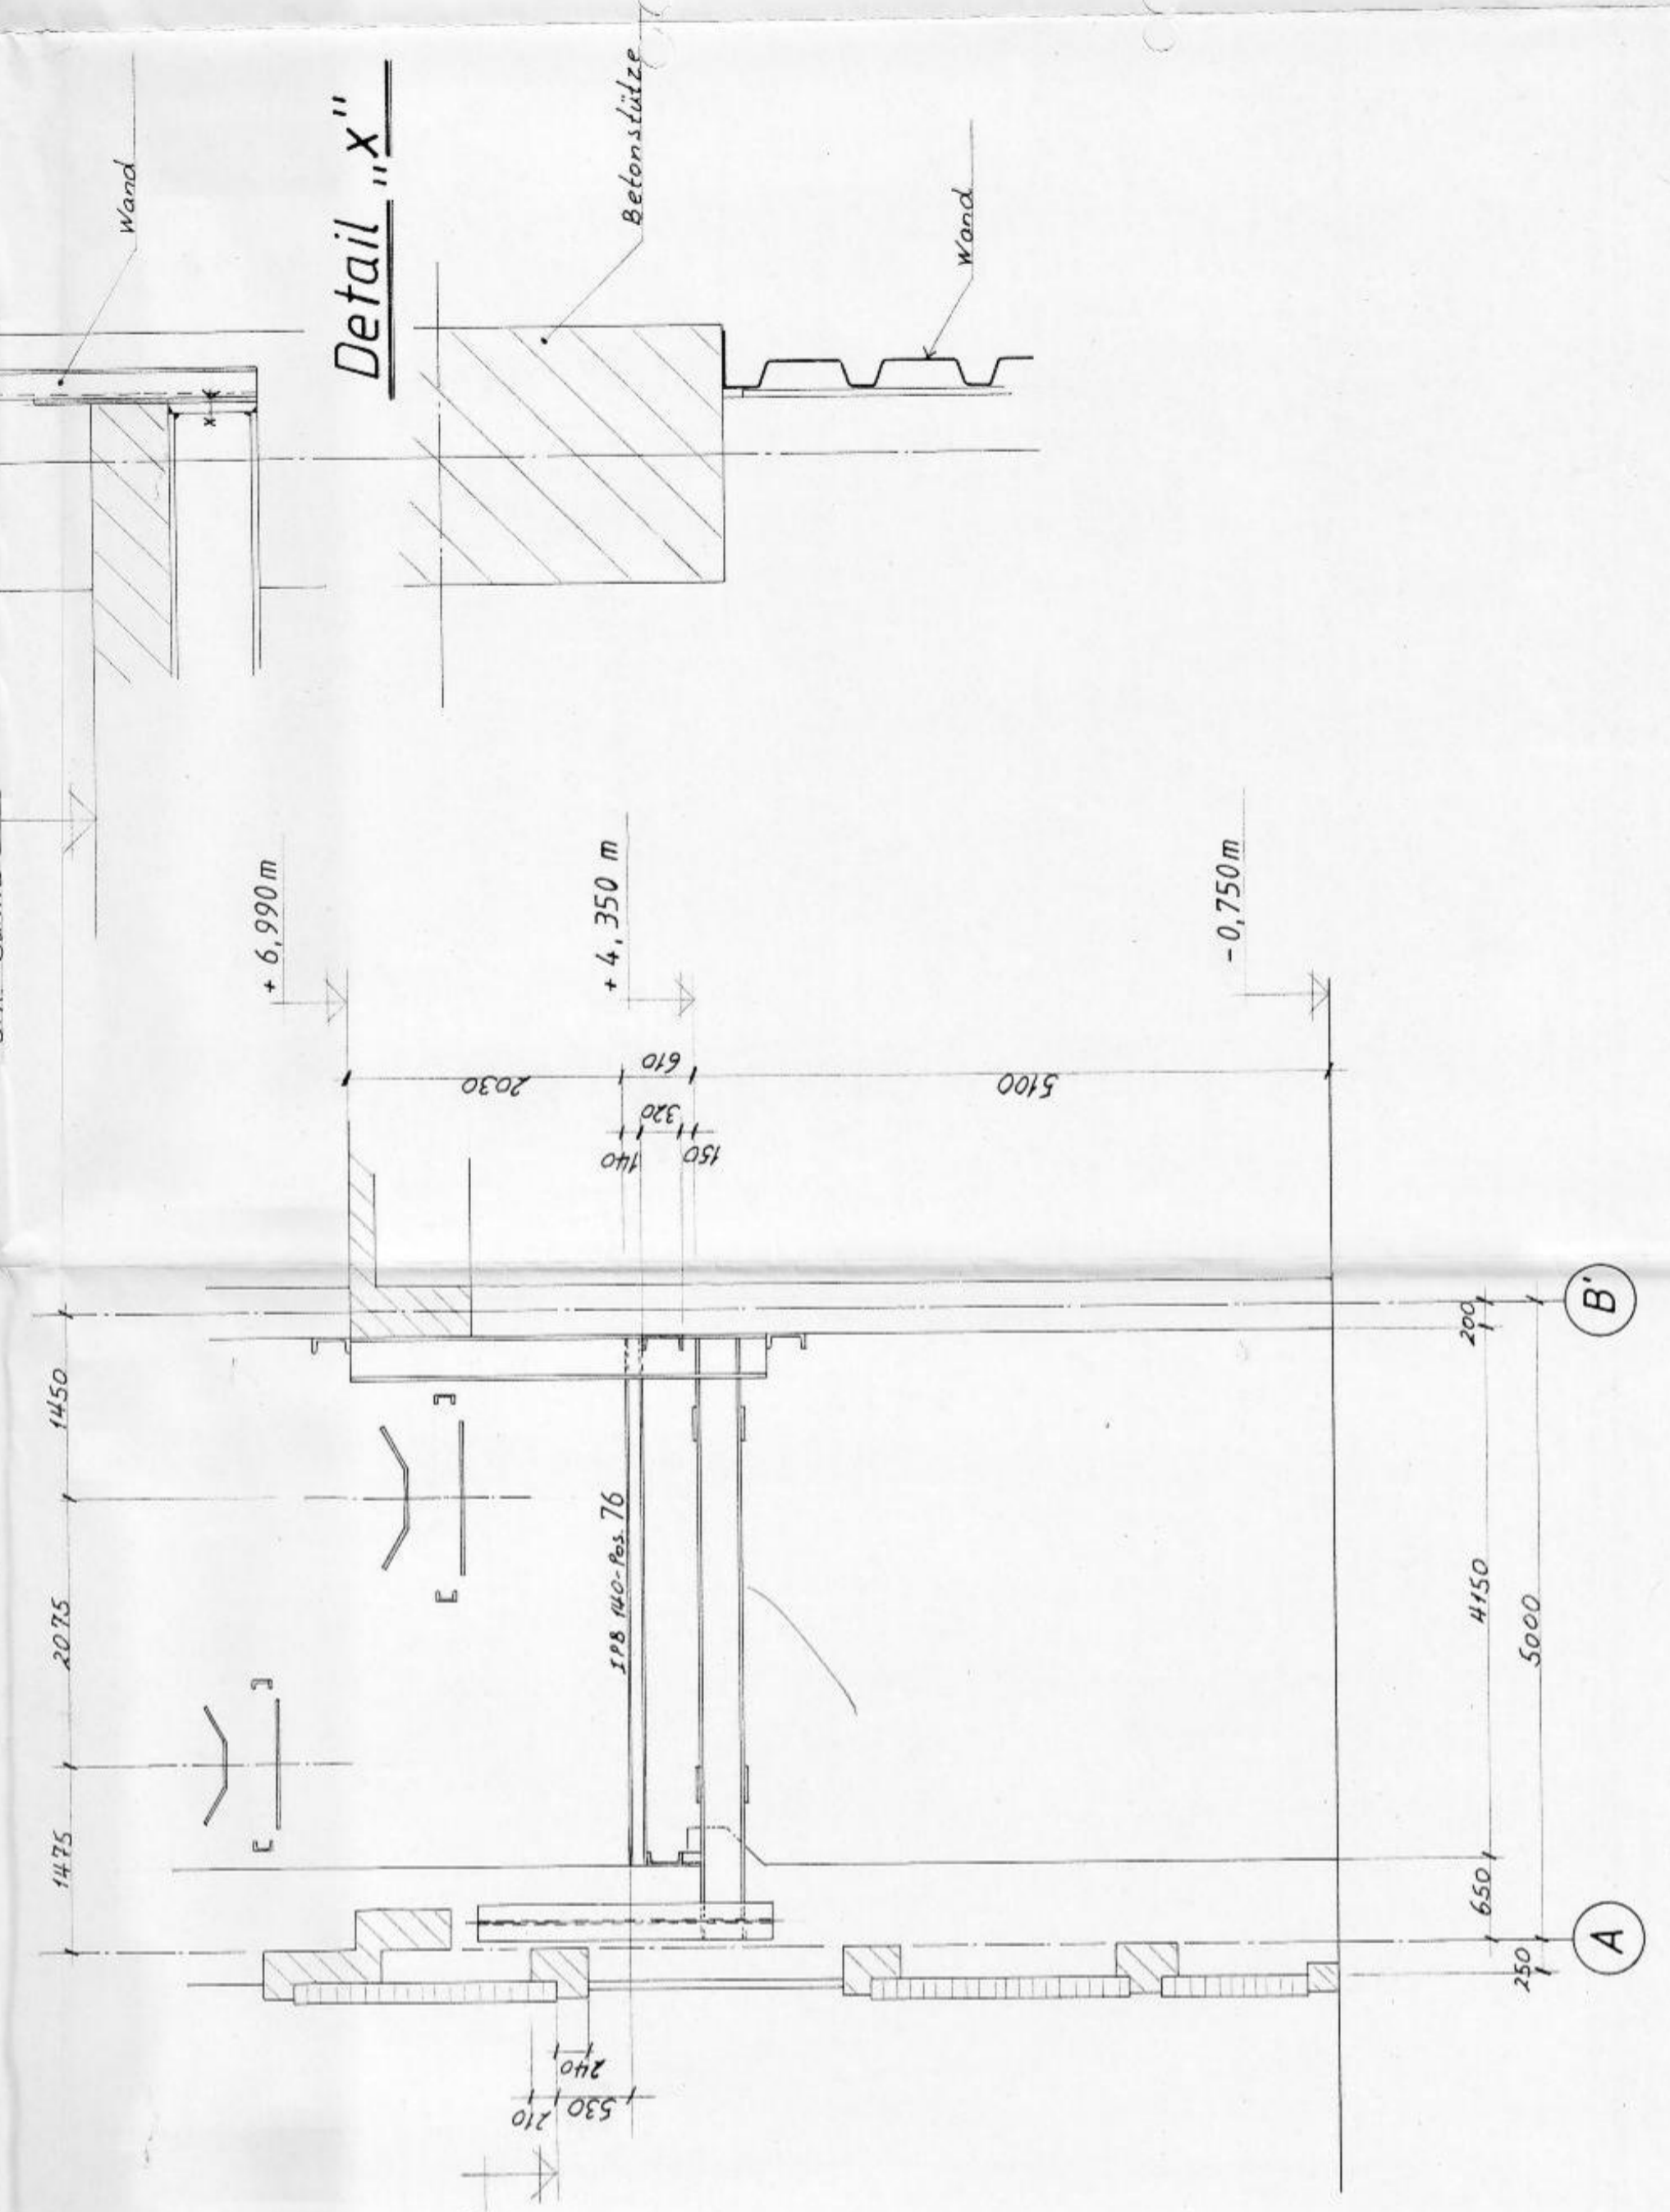 Wand
Detail „x"
Betonstütze
Wand
x
+ 6,990 m
+ 4,350 m
- 0,750 m
2030
610
5100
140
320
150
1450
2075
1475
IPB 140-Pos. 76
200
4150
5000
650
250
210
530
240
B'
A